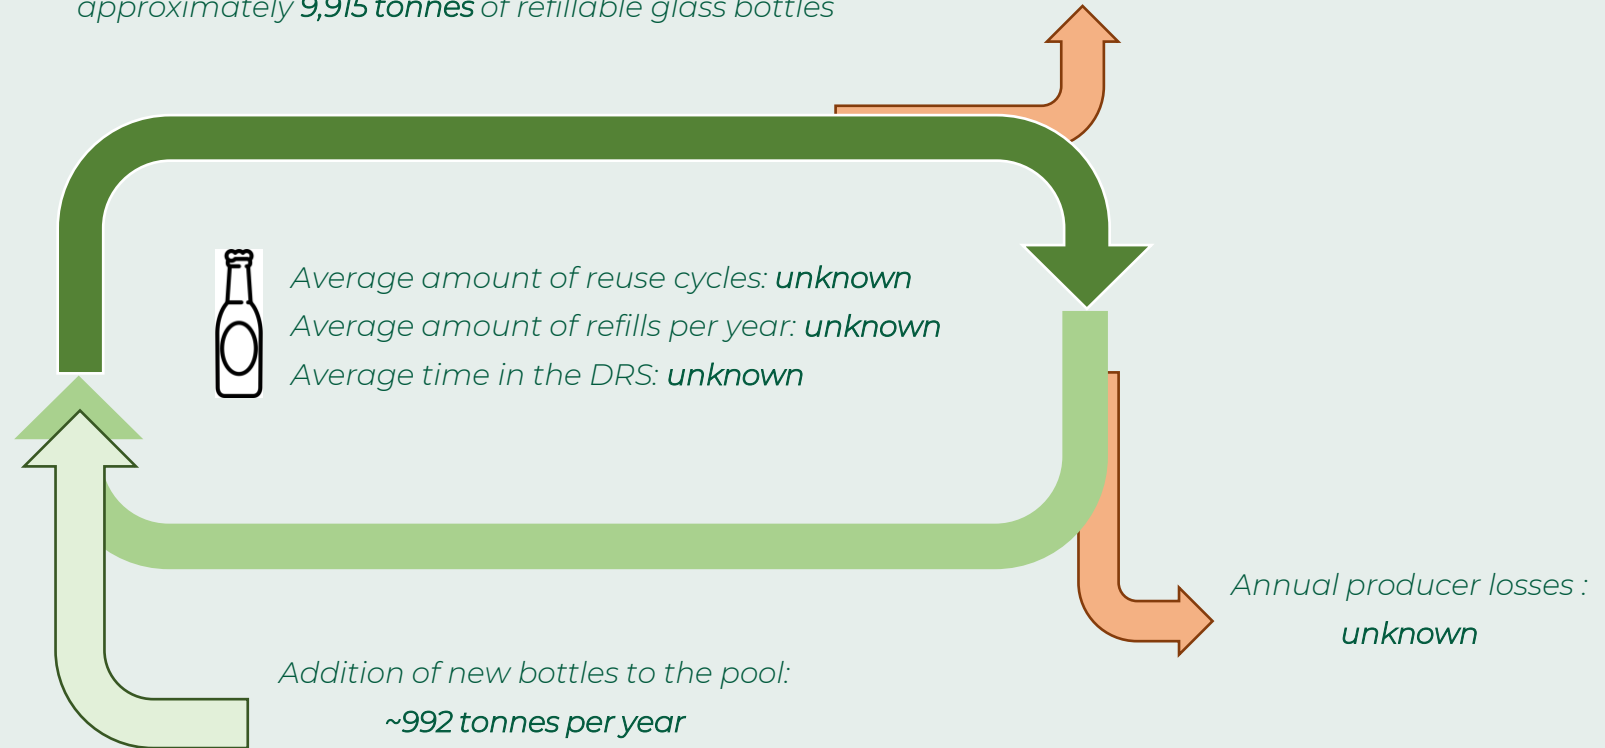 approximately 9,915 tonnes of refillable glass bottles
Average amount of reuse cycles: unknown
Average amount of refills per year: unknown
Average time in the DRS: unknown
Annual producer losses :
unknown
Addition of new bottles to the pool:
~992 tonnes per year